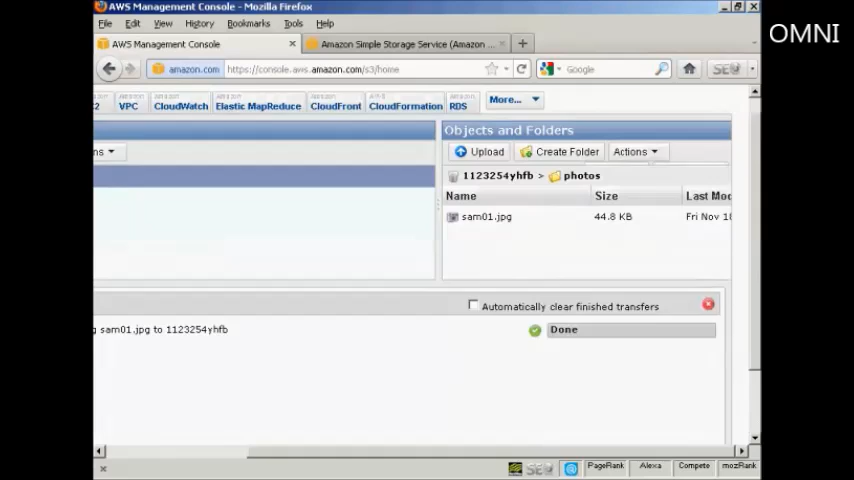 AWS Management Console - Mozilla Firefox
OMNI
File Edit View History Bookmarks Tools Help
AWS Management Console
Amazon Simple Storage Service (Amazon ...
amazon.com https://console.aws.amazon.com/s3/home
Google
SE
VPC CloudWatch Elastic MapReduce CloudFront CloudFormation RDS More...
Objects and Folders
ns Upload Create Folder Actions
1123254yhfb > photos
Name Size Last Mod
sam01.jpg 44.8 KB Fri Nov 18
Automatically clear finished transfers
g sam01.jpg to 1123254yhfb Done
SE PageRank Alexa Compete mozRank